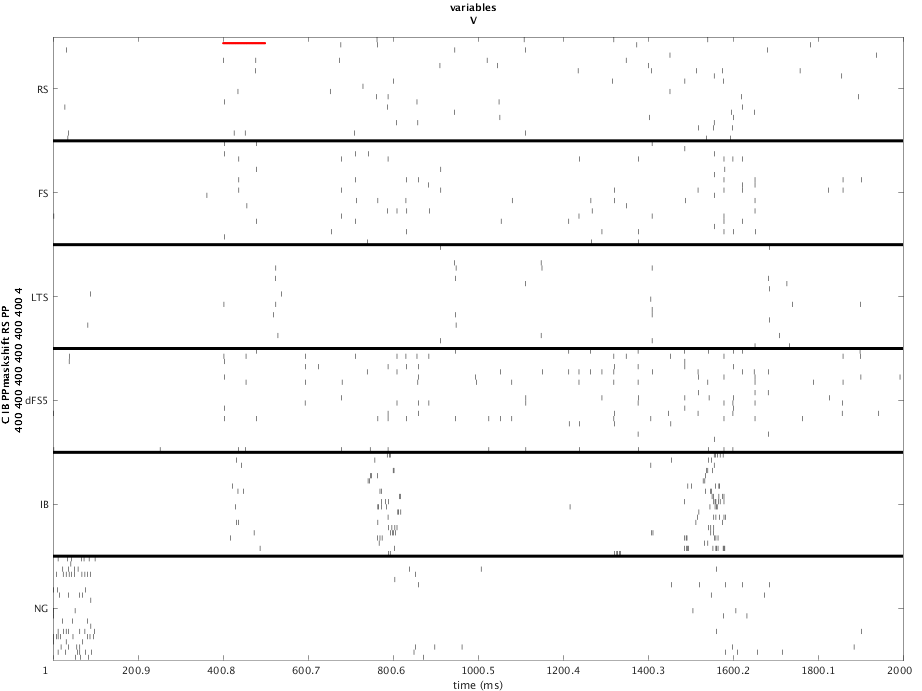 variables
V
RS
FS
LTS
dFS5
IB
NG
C IB PPmaskshift RS PP
400 400 400 400 400 400 400 4
1
200.9
400.8
600.7
800.6
1000.5
1200.4
1400.3
1600.2
1800.1
2000
time (ms)